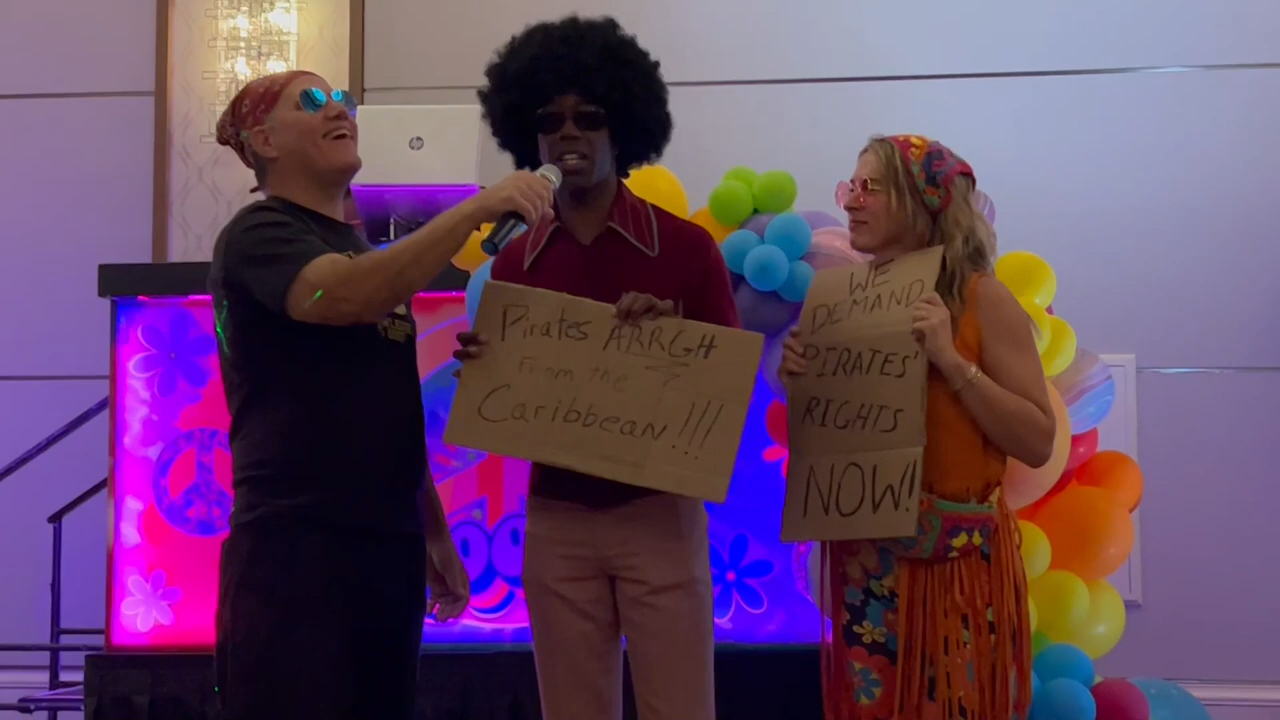 hp
Pirates ARRGH
From the
Caribbean!!!
WE
DEMAND
PIRATES'
RIGHTS
NOW!